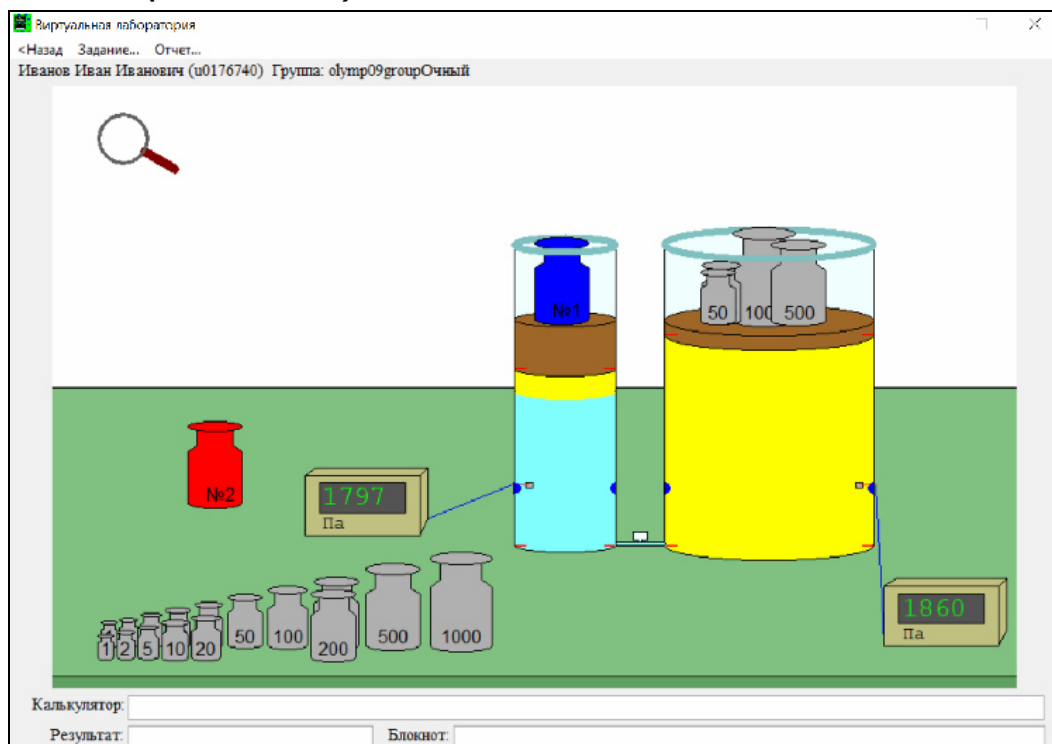 Виртуальная лаборатория
<Назад Задание... Отчет...
Иванов Иван Иванович (u0176740) Группа: olymp09groupОчный
№1
50 100 500
№2
1797
Па
1860
Па
1 2 5 10 20 50 100 200 500 1000
Калькулятор:
Результат: Блокнот: